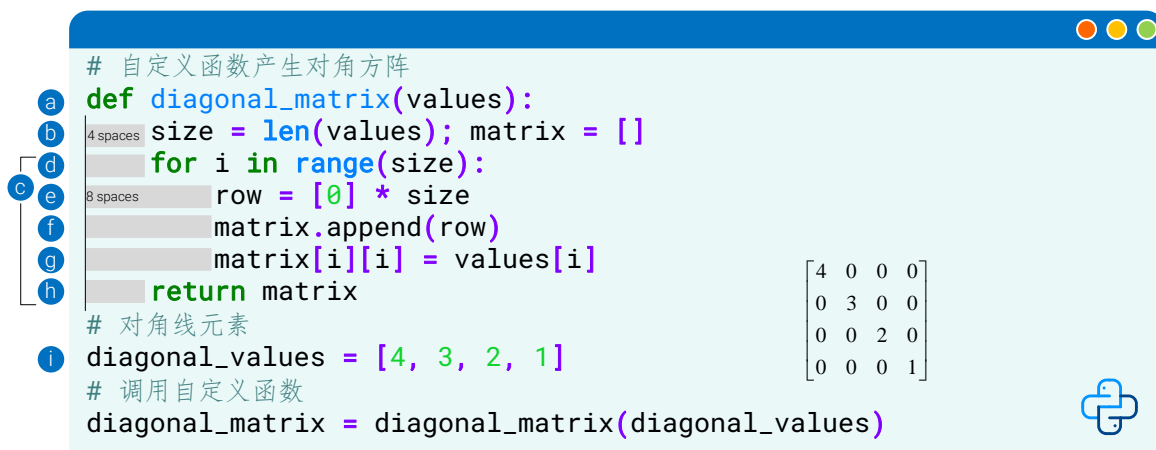 # 自定义函数产生对角方阵
a def diagonal_matrix(values):
b 4 spaces size = len(values); matrix = []
c
d for i in range(size):
e 8 spaces row = [0] * size
f matrix.append(row)
g matrix[i][i] = values[i]
h return matrix
# 对角线元素
i diagonal_values = [4, 3, 2, 1]
# 调用自定义函数
diagonal_matrix = diagonal_matrix(diagonal_values)
4 0 0 0
0 3 0 0
0 0 2 0
0 0 0 1